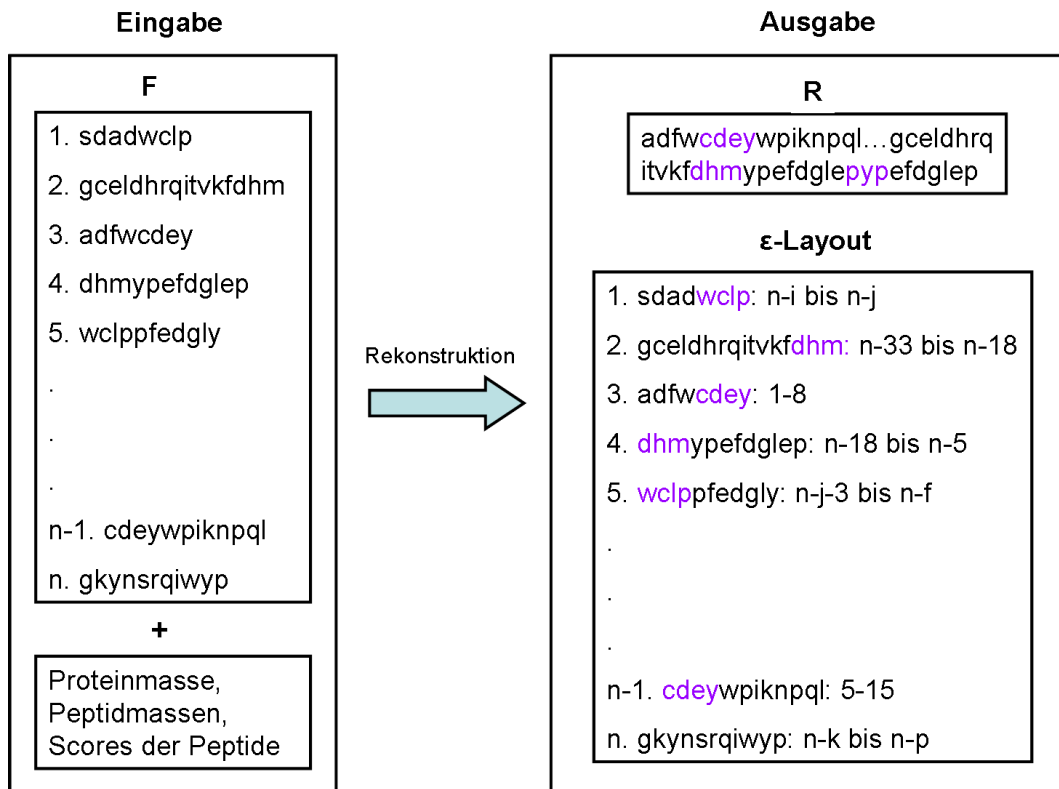 Eingabe
F
1. sdadwclp
2. gceldhrqitvkfdhm
3. adfwcdey
4. dhmypefdglep
5. wclppfedgly
.
.
.
n-1. cdeywpiknpql
n. gkynsrqiwyp
+
Proteinmasse,
Peptidmassen,
Scores der Peptide
Rekonstruktion
Ausgabe
R
adfwcdeywpiknpql...gceldhrq
itvkfdhmypefdglepypefdglep
ε-Layout
1. sdadwclp: n-i bis n-j
2. gceldhrqitvkfdhm: n-33 bis n-18
3. adfwcdey: 1-8
4. dhmypefdglep: n-18 bis n-5
5. wclppfedgly: n-j-3 bis n-f
.
.
.
n-1. cdeywpiknpql: 5-15
n. gkynsrqiwyp: n-k bis n-p